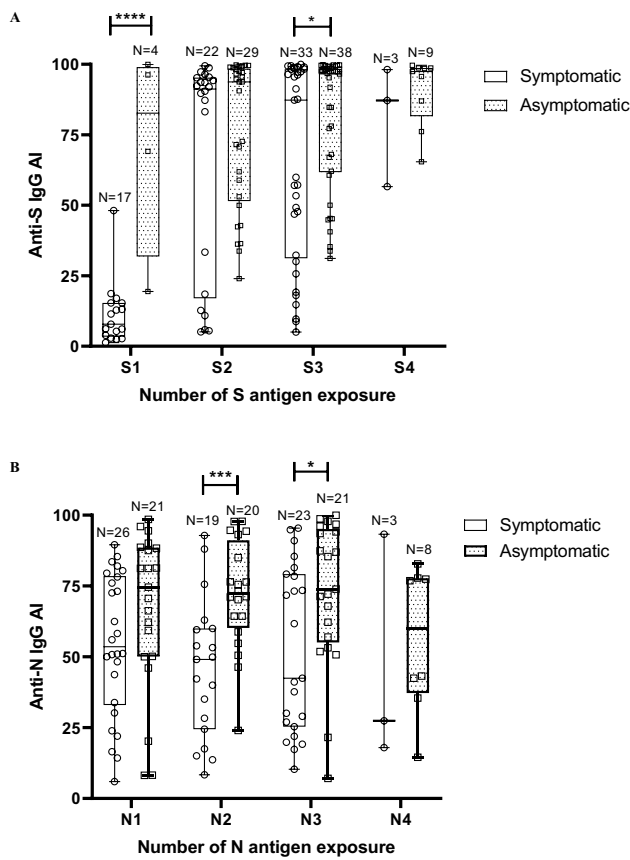 A
**** *
N=4 N=22 N=29 N=33 N=38 N=3 N=9
N=17
100
75
50
25
0
Anti-S IgG AI
Symptomatic
Asymptomatic
S1 S2 S3 S4
Number of S antigen exposure
B
*** *
N=26 N=21 N=19 N=20 N=23 N=21 N=3 N=8
100
75
50
25
0
Anti-N IgG AI
Symptomatic
Asymptomatic
N1 N2 N3 N4
Number of N antigen exposure